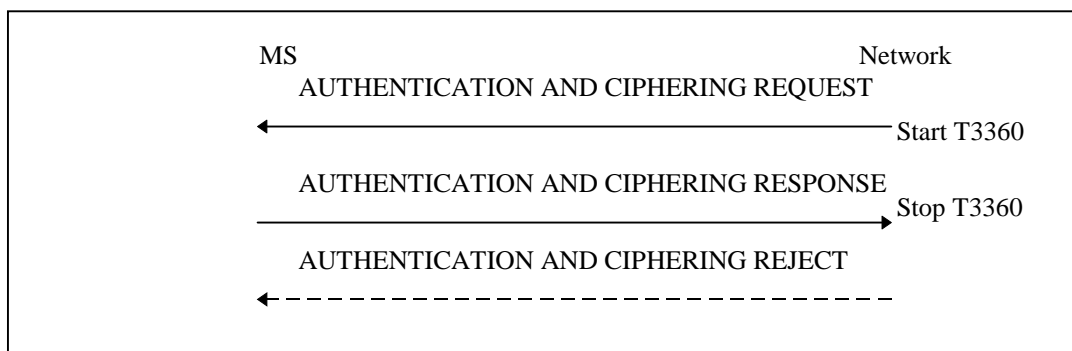 MS Network
AUTHENTICATION AND CIPHERING REQUEST
Start T3360
AUTHENTICATION AND CIPHERING RESPONSE
Stop T3360
AUTHENTICATION AND CIPHERING REJECT